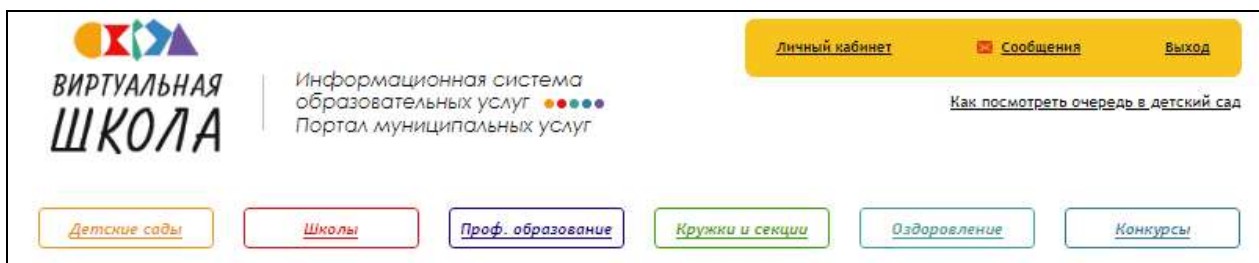 Личный кабинет Сообщения Выход
ВИРТУАЛЬНАЯ
ШКОЛА
Информационная система
образовательных услуг
Портал муниципальных услуг
Как посмотреть очередь в детский сад
Детские сады Школы Проф. образование Кружки и секции Оздоровление Конкурсы